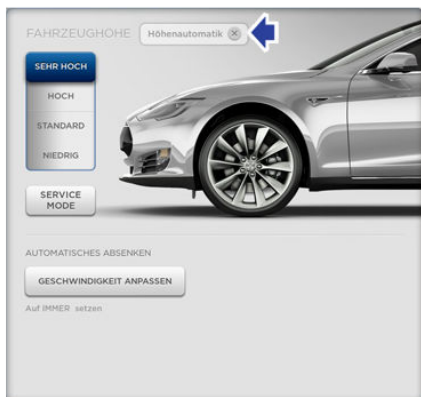 FAHRZEUGHÖHE Höhenautomatik
SEHR HOCH
HOCH
STANDARD
NIEDRIG
SERVICE
MODE
AUTOMATISCHES ABSENKEN
GESCHWINDIGKEIT ANPASSEN
Auf IMMER setzen